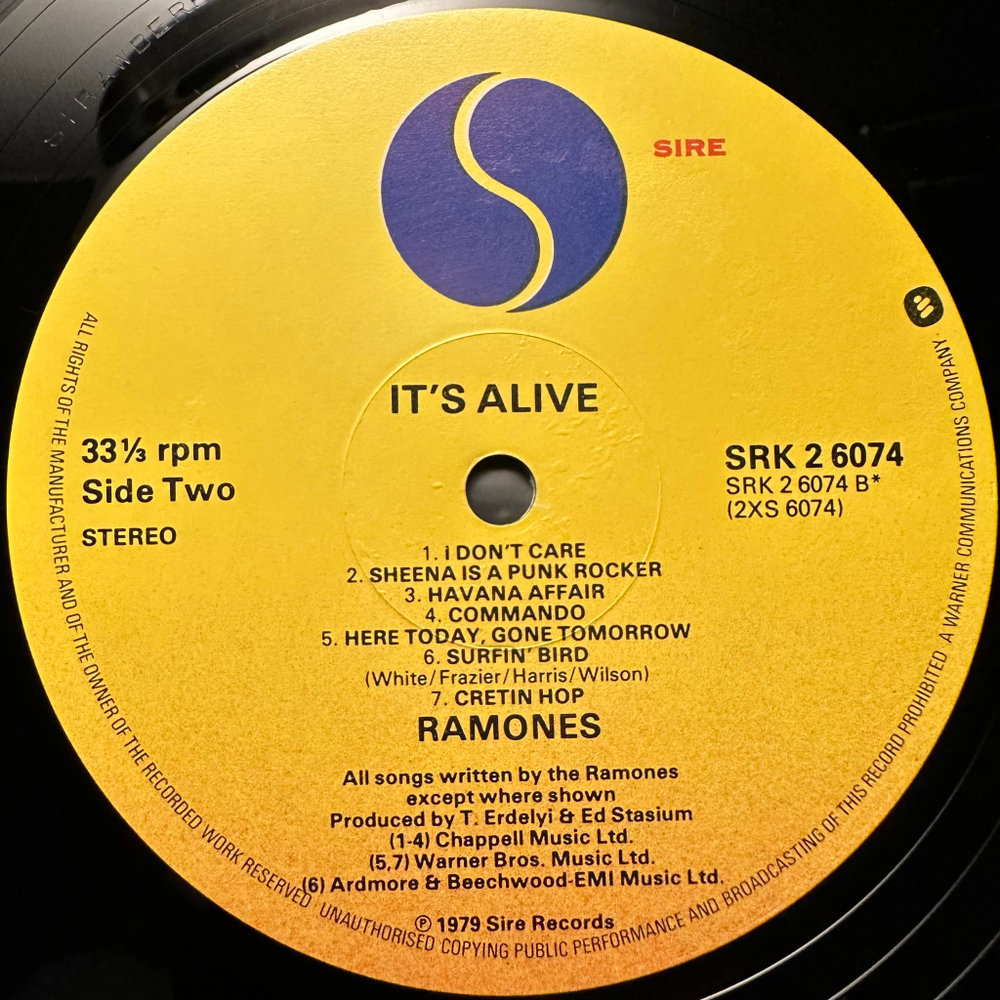 SIRE
IT'S ALIVE
33⅓ rpm
Side Two
STEREO
SRK 2 6074
SRK 2 6074 B*
(2XS 6074)
1. I DON'T CARE
2. SHEENA IS A PUNK ROCKER
3. HAVANA AFFAIR
4. COMMANDO
5. HERE TODAY, GONE TOMORROW
6. SURFIN' BIRD
(White/Frazier/Harris/Wilson)
7. CRETIN HOP
RAMONES
All songs written by the Ramones
except where shown
Produced by T. Erdelyi & Ed Stasium
(1-4) Chappell Music Ltd.
(5,7) Warner Bros. Music Ltd.
(6) Ardmore & Beechwood-EMI Music Ltd.
℗ 1979 Sire Records
ALL RIGHTS OF THE MANUFACTURER AND OF THE OWNER OF THE RECORDED WORK RESERVED UNAUTHORISED COPYING PUBLIC PERFORMANCE AND BROADCASTING OF THIS RECORD PROHIBITED A WARNER COMMUNICATIONS COMPANY.